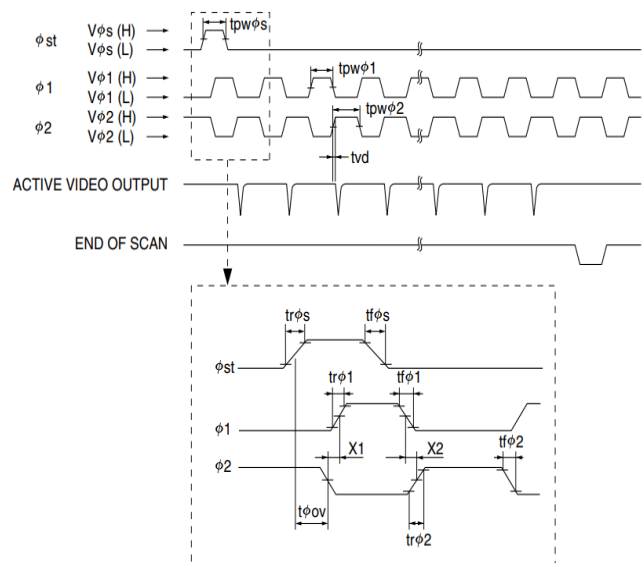 tpwϕs
ϕst
Vϕs (H)
Vϕs (L)
ϕ1
Vϕ1 (H)
Vϕ1 (L)
tpwϕ1
ϕ2
Vϕ2 (H)
Vϕ2 (L)
tpwϕ2
tvd
ACTIVE VIDEO OUTPUT
END OF SCAN
trϕs
tfϕs
ϕst
trϕ1
tfϕ1
ϕ1
X1
X2
tfϕ2
ϕ2
tϕov
trϕ2